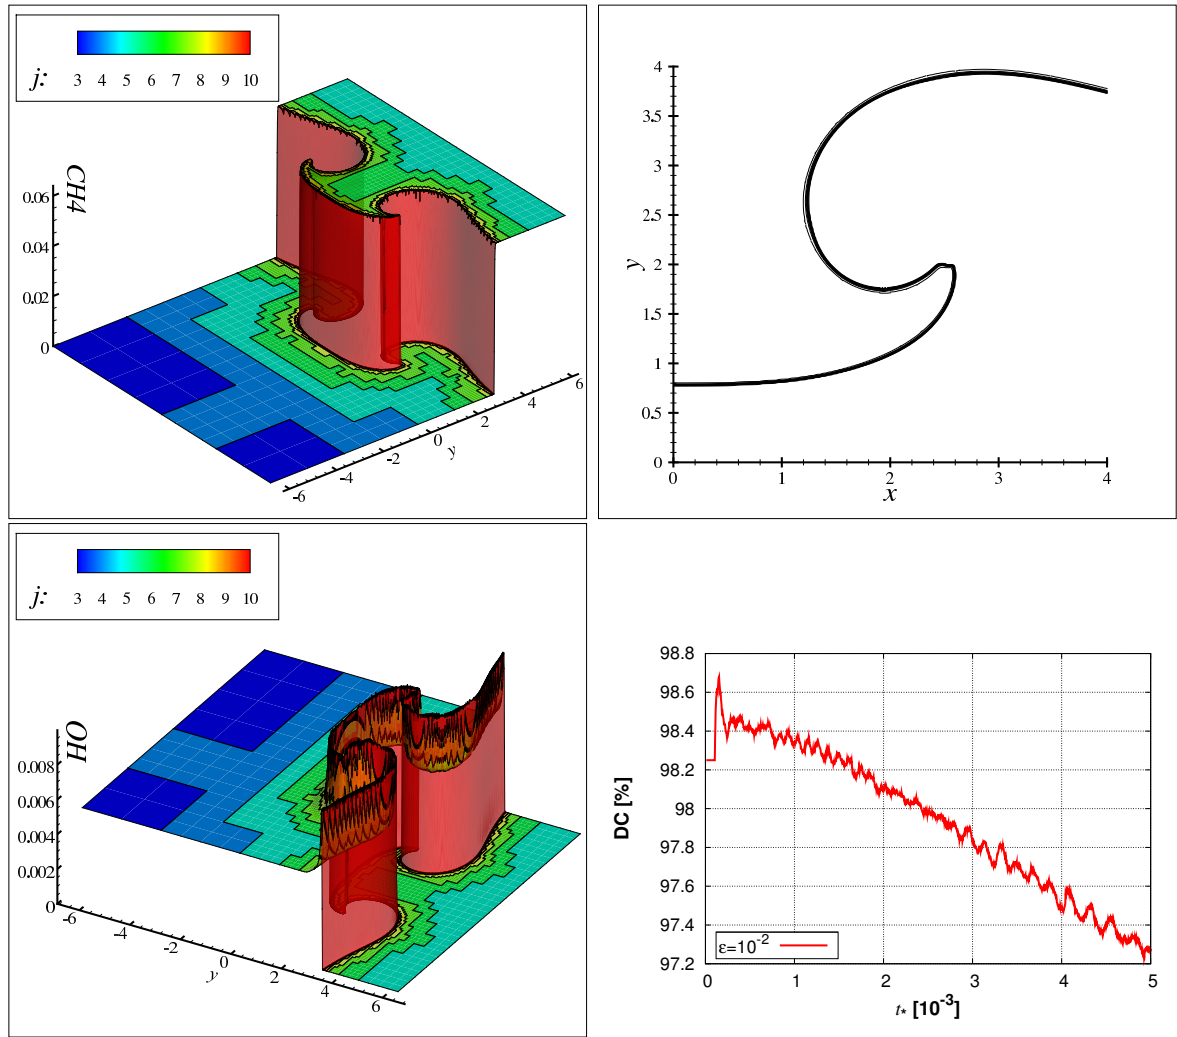 j:
3 4 5 6 7 8 9 10
CH4
0.06
0.04
0.02
0
-6 -4 -2 0 2 4 6
y
4
3.5
3
2.5
2
1.5
1
0.5
0
y
0 1 2 3 4
x
j:
3 4 5 6 7 8 9 10
OH
0.008
0.006
0.004
0.002
0
-6 -4 -2 0 2 4 6
y
98.8
98.6
98.4
98.2
98
97.8
97.6
97.4
97.2
DC [%]
ε=10⁻²
0 1 2 3 4 5
t⋆ [10⁻³]